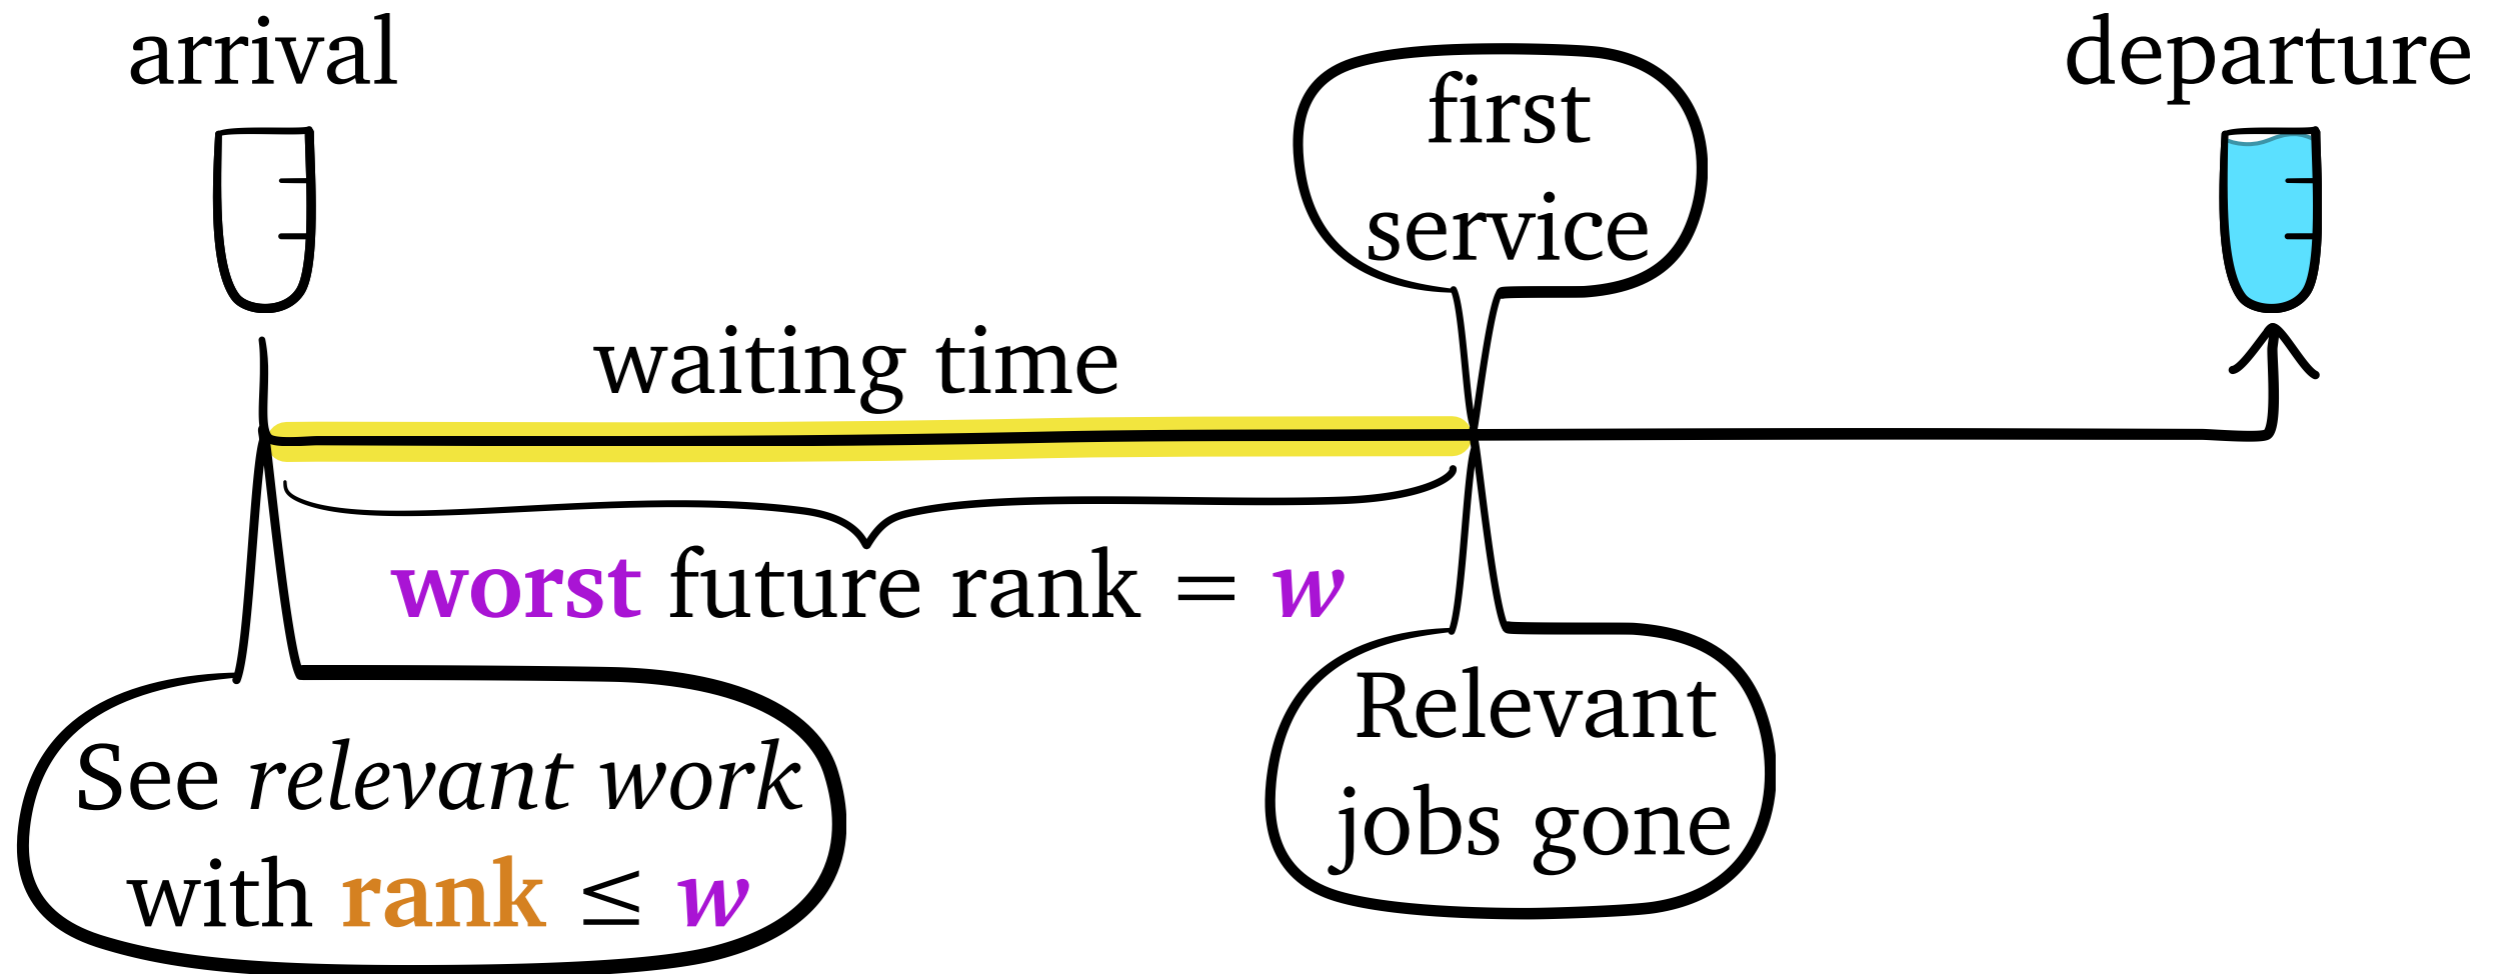 arrival
departure
first
service
waiting time
worst future rank = w
See relevant work
with rank ≤ w
Relevant
jobs gone